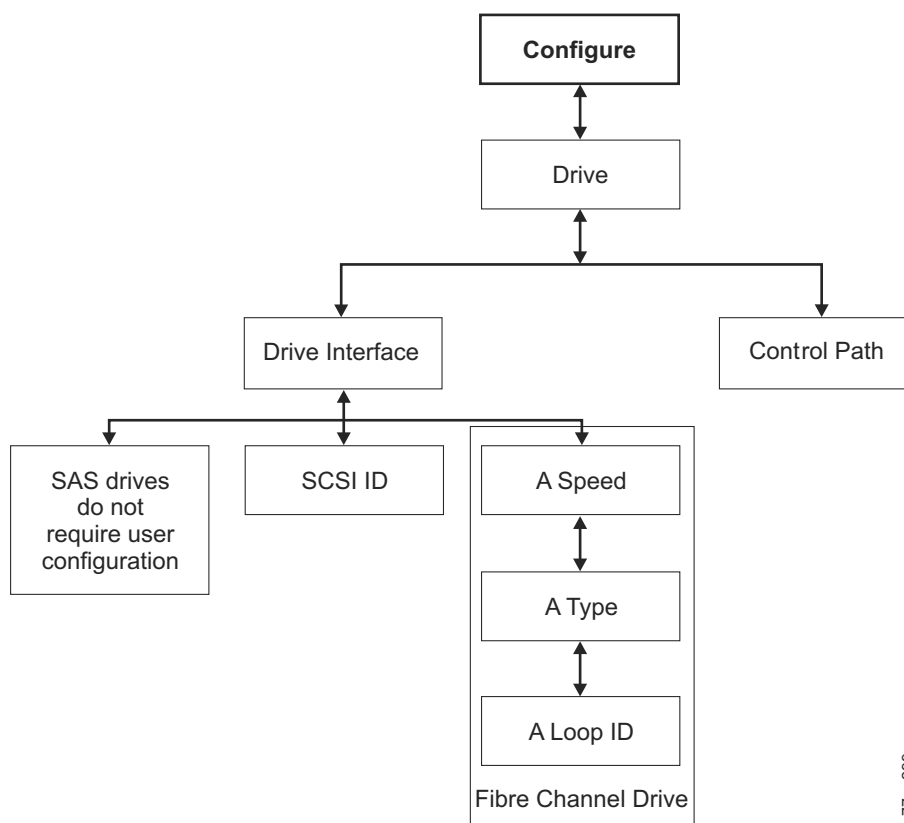 Configure
Drive
Drive Interface
Control Path
SAS drives
do not
require user
configuration
SCSI ID
A Speed
A Type
A Loop ID
Fibre Channel Drive